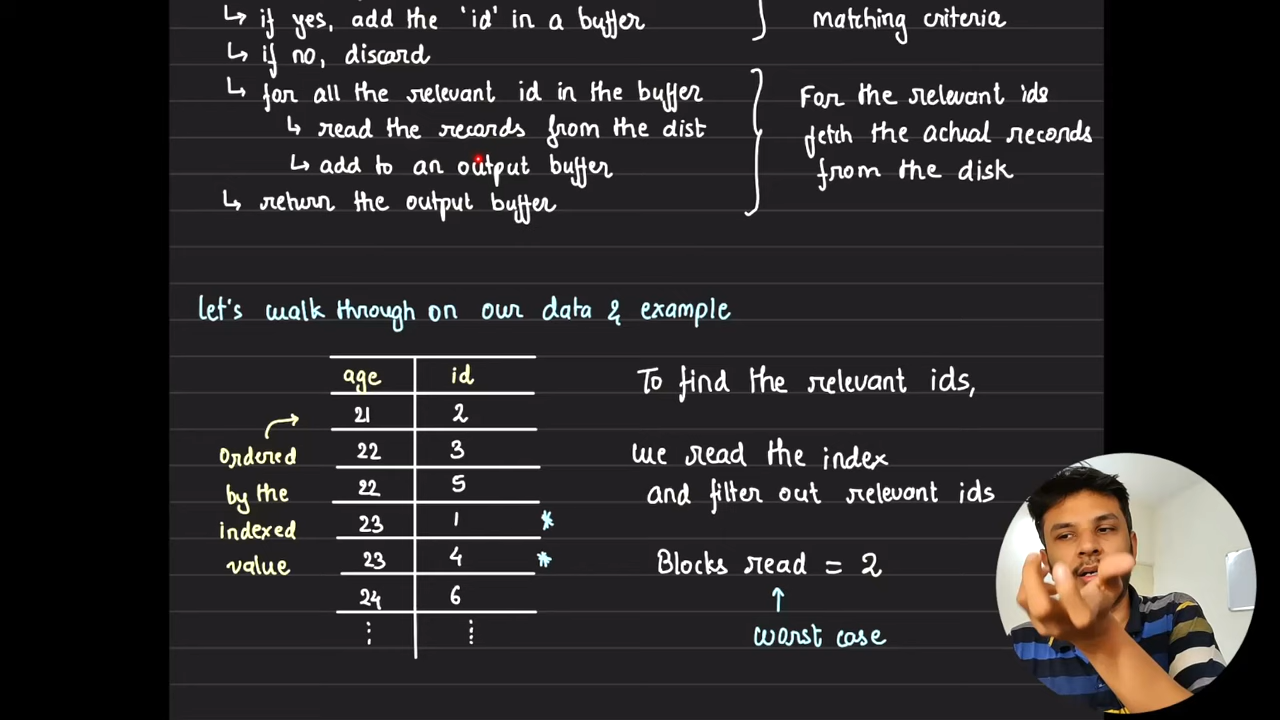 ↳ if yes, add the 'id' in a buffer
matching criteria
↳ if no, discard
↳ for all the relevant id in the buffer
↳ read the records from the dist
↳ add to an output buffer
↳ return the output buffer
For the relevant ids
fetch the actual records
from the disk
let's walk through on our data & example
age id
21 2
22 3
22 5
23 1 *
23 4 *
24 6
⋮ ⋮
Ordered
by the
indexed
value
To find the relevant ids,
we read the index
and filter out relevant ids
Blocks read = 2
↑
worst case